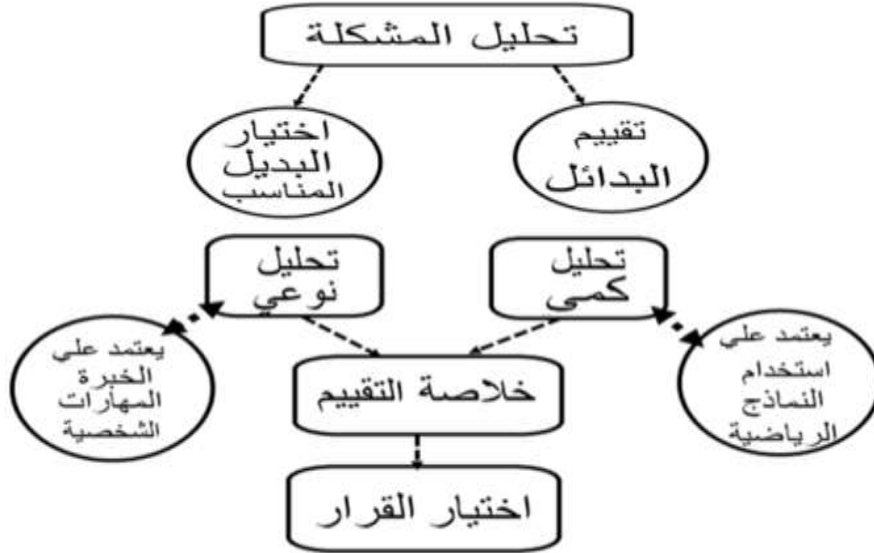 تحليل المشكلة
تقييم
البدائل
اختيار
البديل
المناسب
تحليل
كمى
تحليل
نوعي
يعتمد علي
استخدام
النماذج
الرياضية
يعتمد علي
الخبرة
المهارات
الشخصية
خلاصة التقييم
اختيار القرار